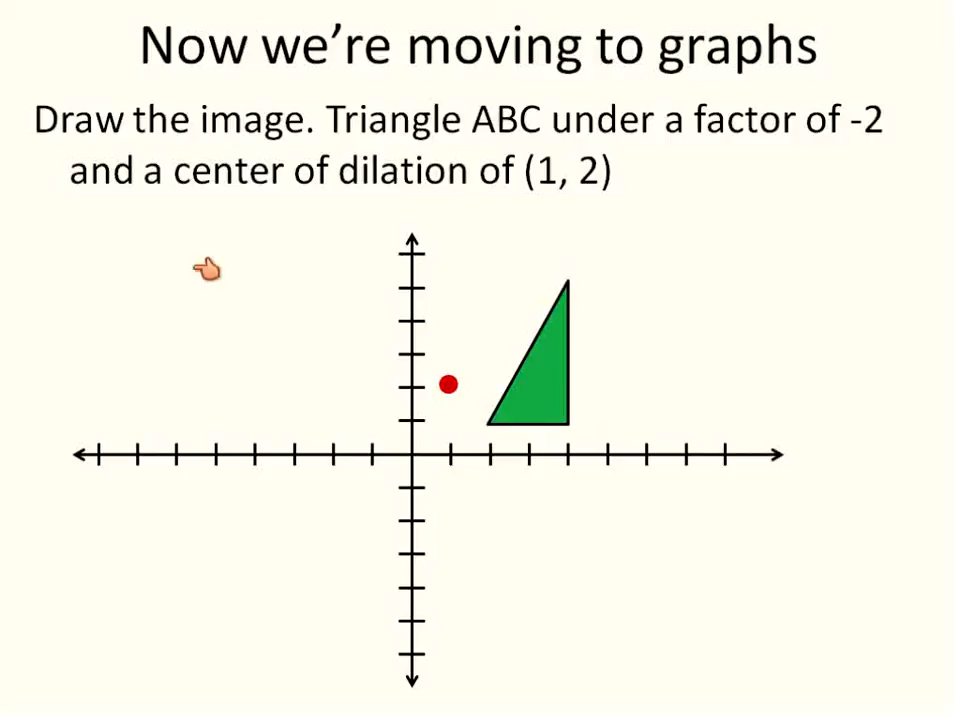 Now we’re moving to graphs
Draw the image. Triangle ABC under a factor of -2
and a center of dilation of (1, 2)